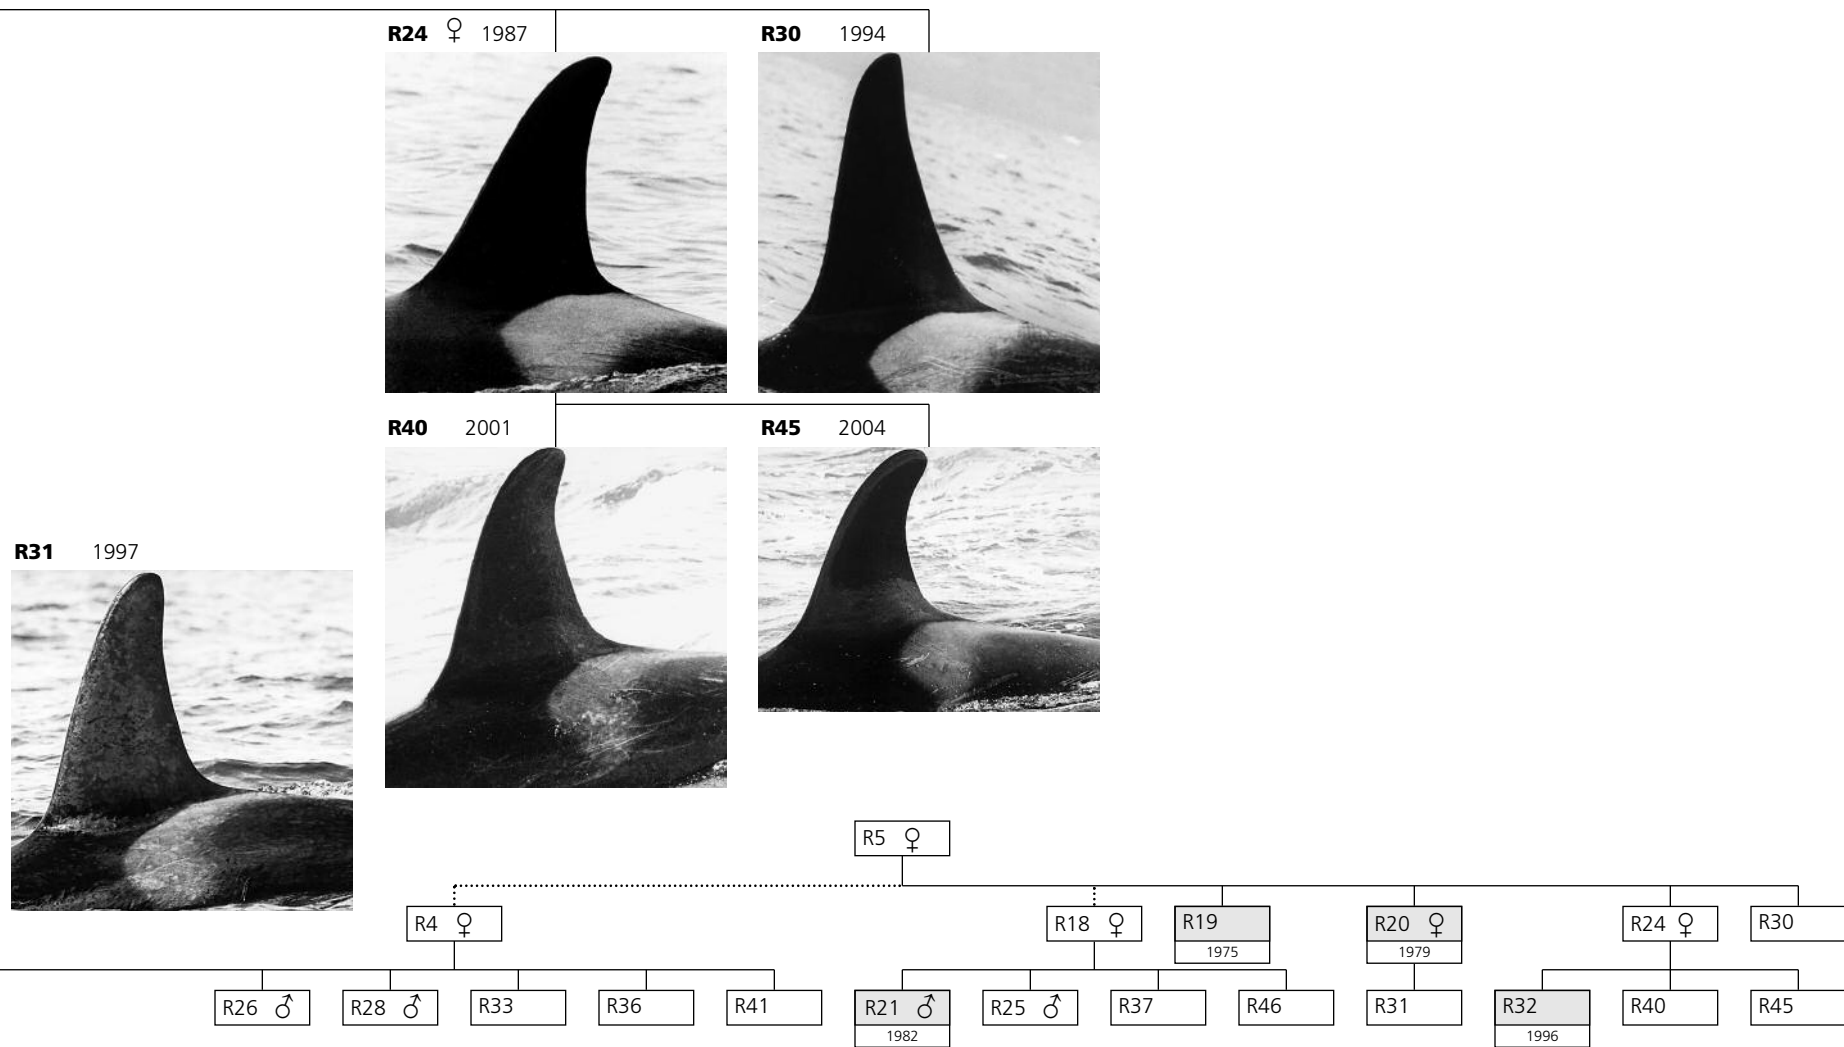 R24 ♀ 1987
R30 1994
R40 2001
R45 2004
R31 1997
R5 ♀
R4 ♀
R18 ♀
R19
1975
R20 ♀
1979
R24 ♀
R30
R26 ♂
R28 ♂
R33
R36
R41
R21 ♂
1982
R25 ♂
R37
R46
R31
R32
1996
R40
R45